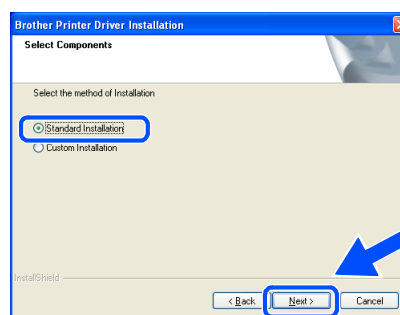 Brother Printer Driver Installation
Select Components
Select the method of Installation
Standard Installation
Custom Installation
InstallShield
< Back
Next >
Cancel